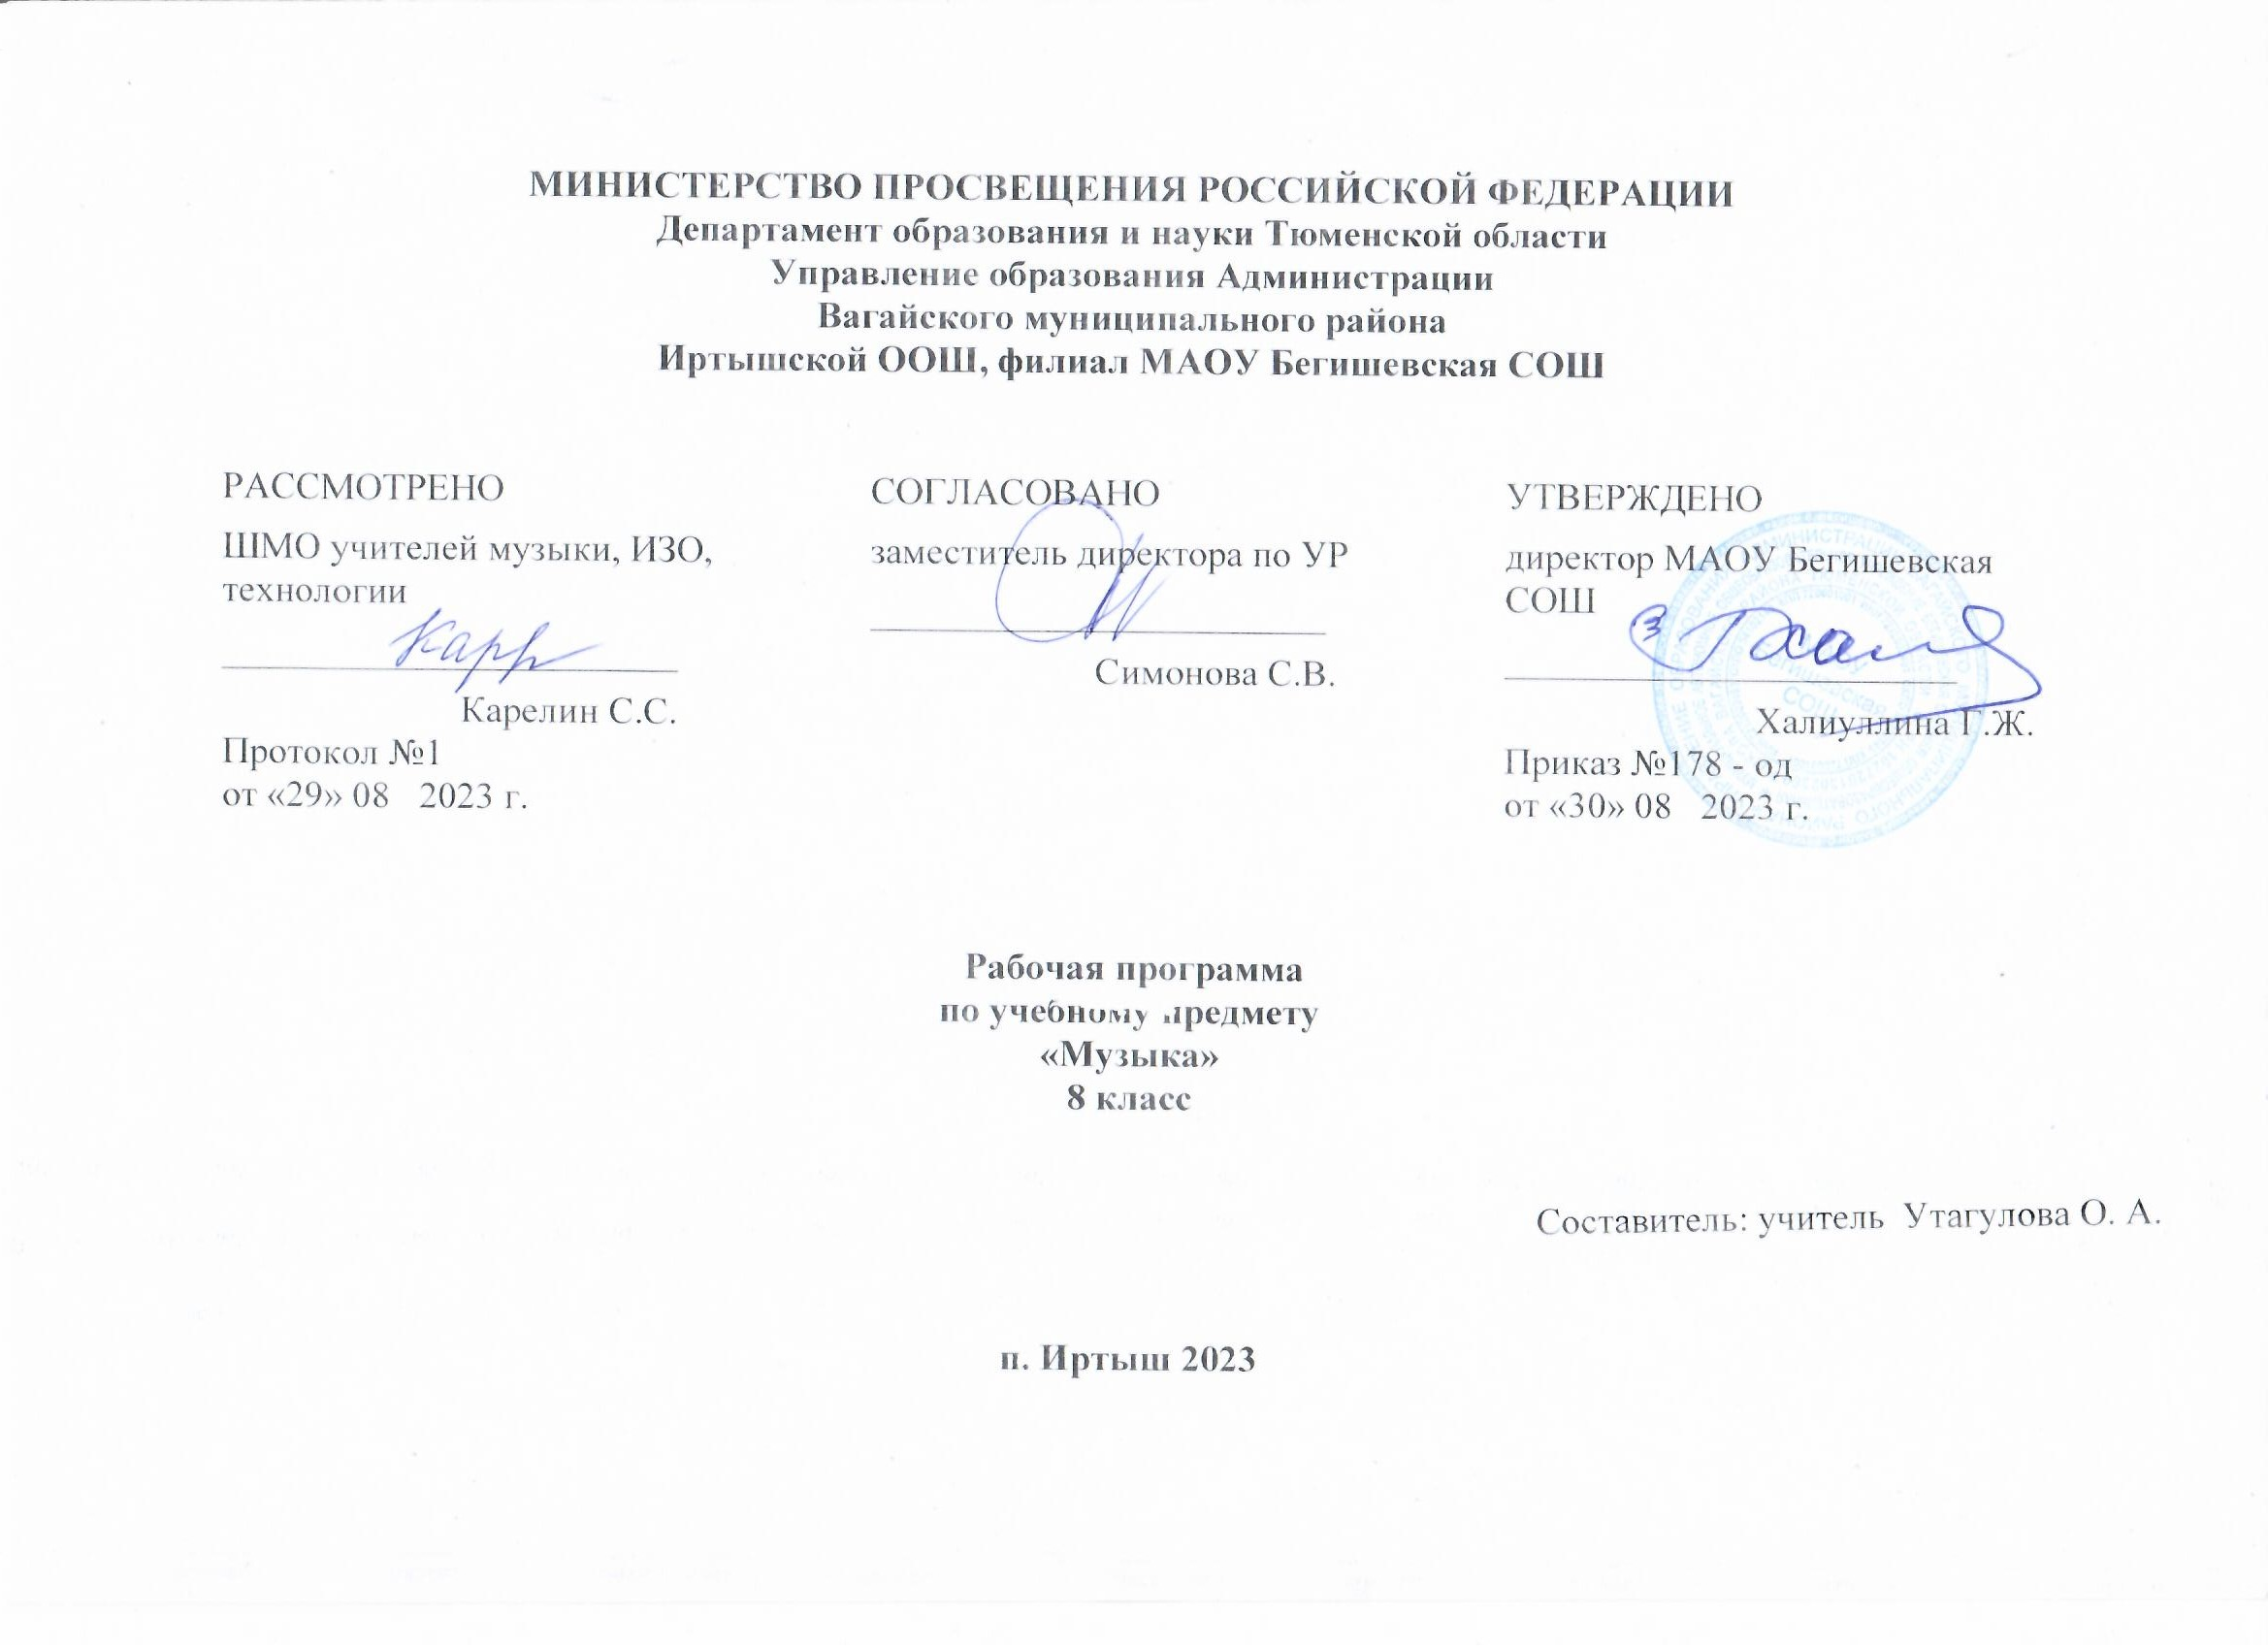 МИНИСТЕРСТВО ПРОСВЕЩЕНИЯ РОССИЙСКОЙ ФЕДЕРАЦИИ
Департамент образования и науки Тюменской области
Управление образования Администрации
Вагайского муниципального района
Иртышской ООШ, филиал МАОУ Бегишевская СОШ
РАССМОТРЕНО
ШМО учителей музыки, ИЗО,
технологии
Карелин С.С.
Протокол №1
от «29» 08 2023 г.
СОГЛАСОВАНО
заместитель директора по УР
Симонова С.В.
УТВЕРЖДЕНО
директор МАОУ Бегишевская
СОШ
Халиуллина Г.Ж.
Приказ №178 - од
от «30» 08 2023 г.
Рабочая программа
по учебному предмету
«Музыка»
8 класс
Составитель: учитель Утагулова О. А.
п. Иртыш 2023